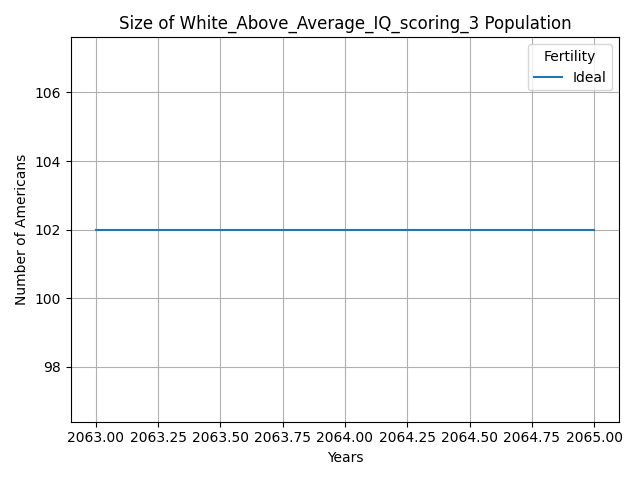 Size of White_Above_Average_IQ_scoring_3 Population
Fertility
Ideal
Number of Americans
106
104
102
100
98
2063.00 2063.25 2063.50 2063.75 2064.00 2064.25 2064.50 2064.75 2065.00
Years